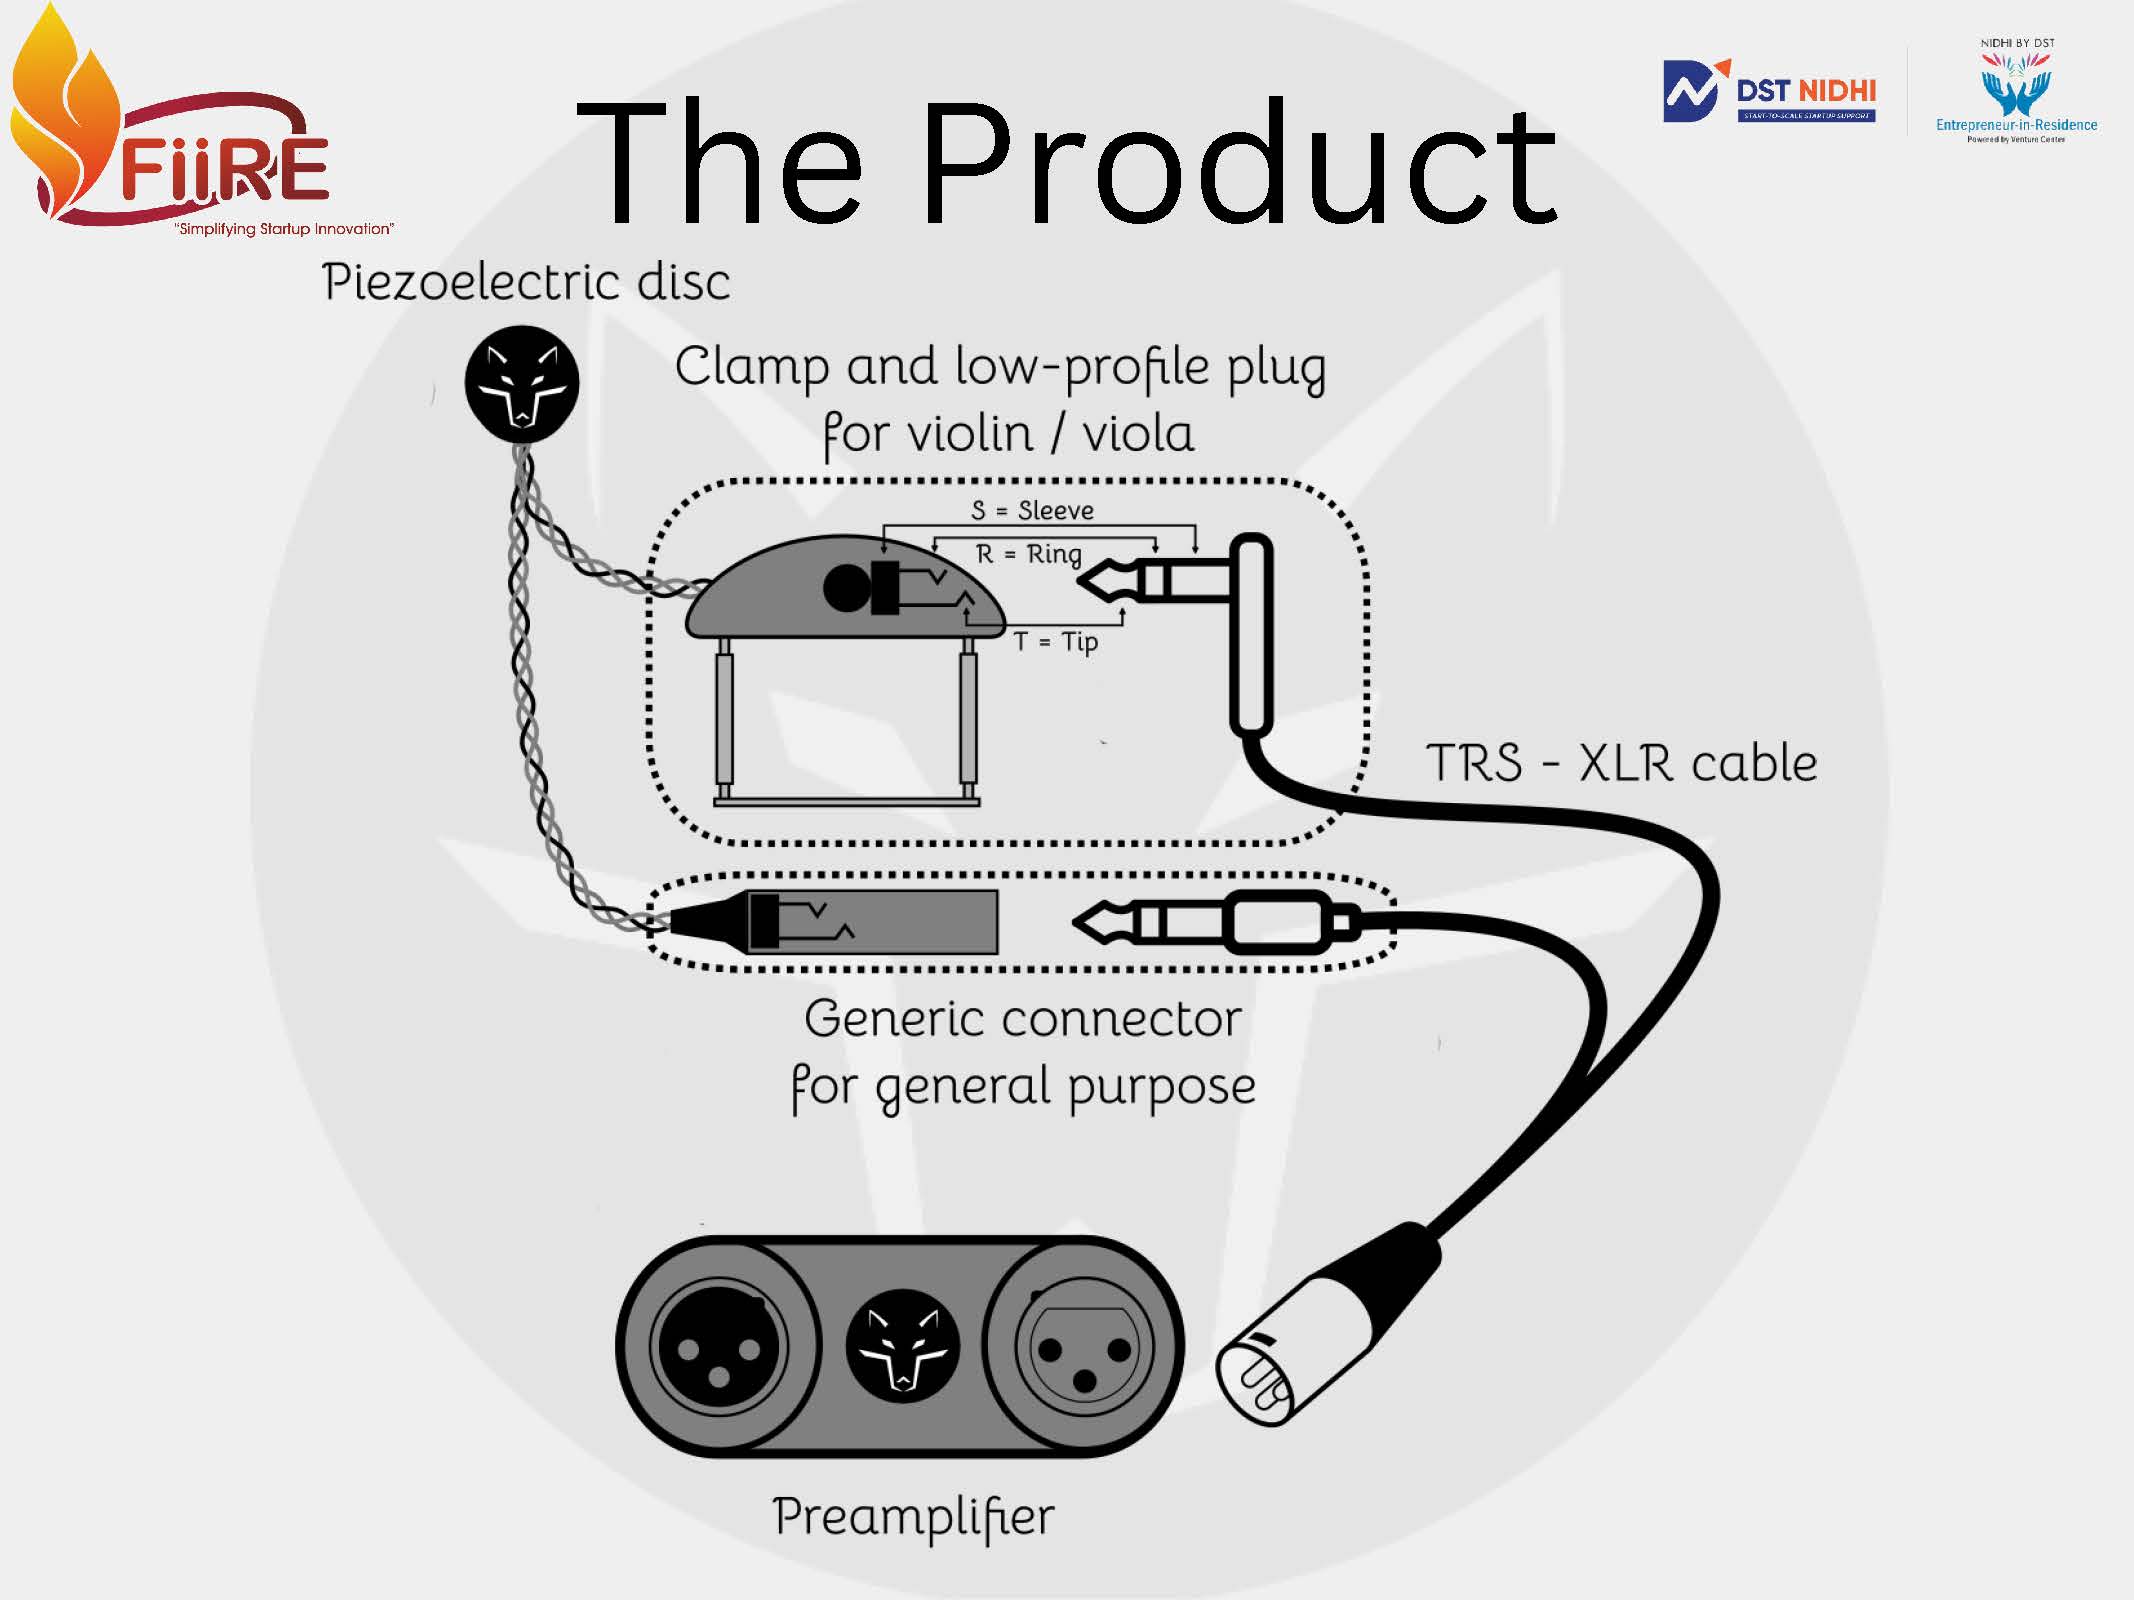 FiiRE
"Simplifying Startup Innovation"
The Product
DST NIDHI
START-TO-SCALE STARTUP SUPPORT
NIDHI BY DST
Entrepreneur-in-Residence
Powered by Venture Center
Piezoelectric disc
Clamp and low-profile plug
for violin / viola
S = Sleeve
R = Ring
T = Tip
TRS - XLR cable
Generic connector
for general purpose
Preamplifier